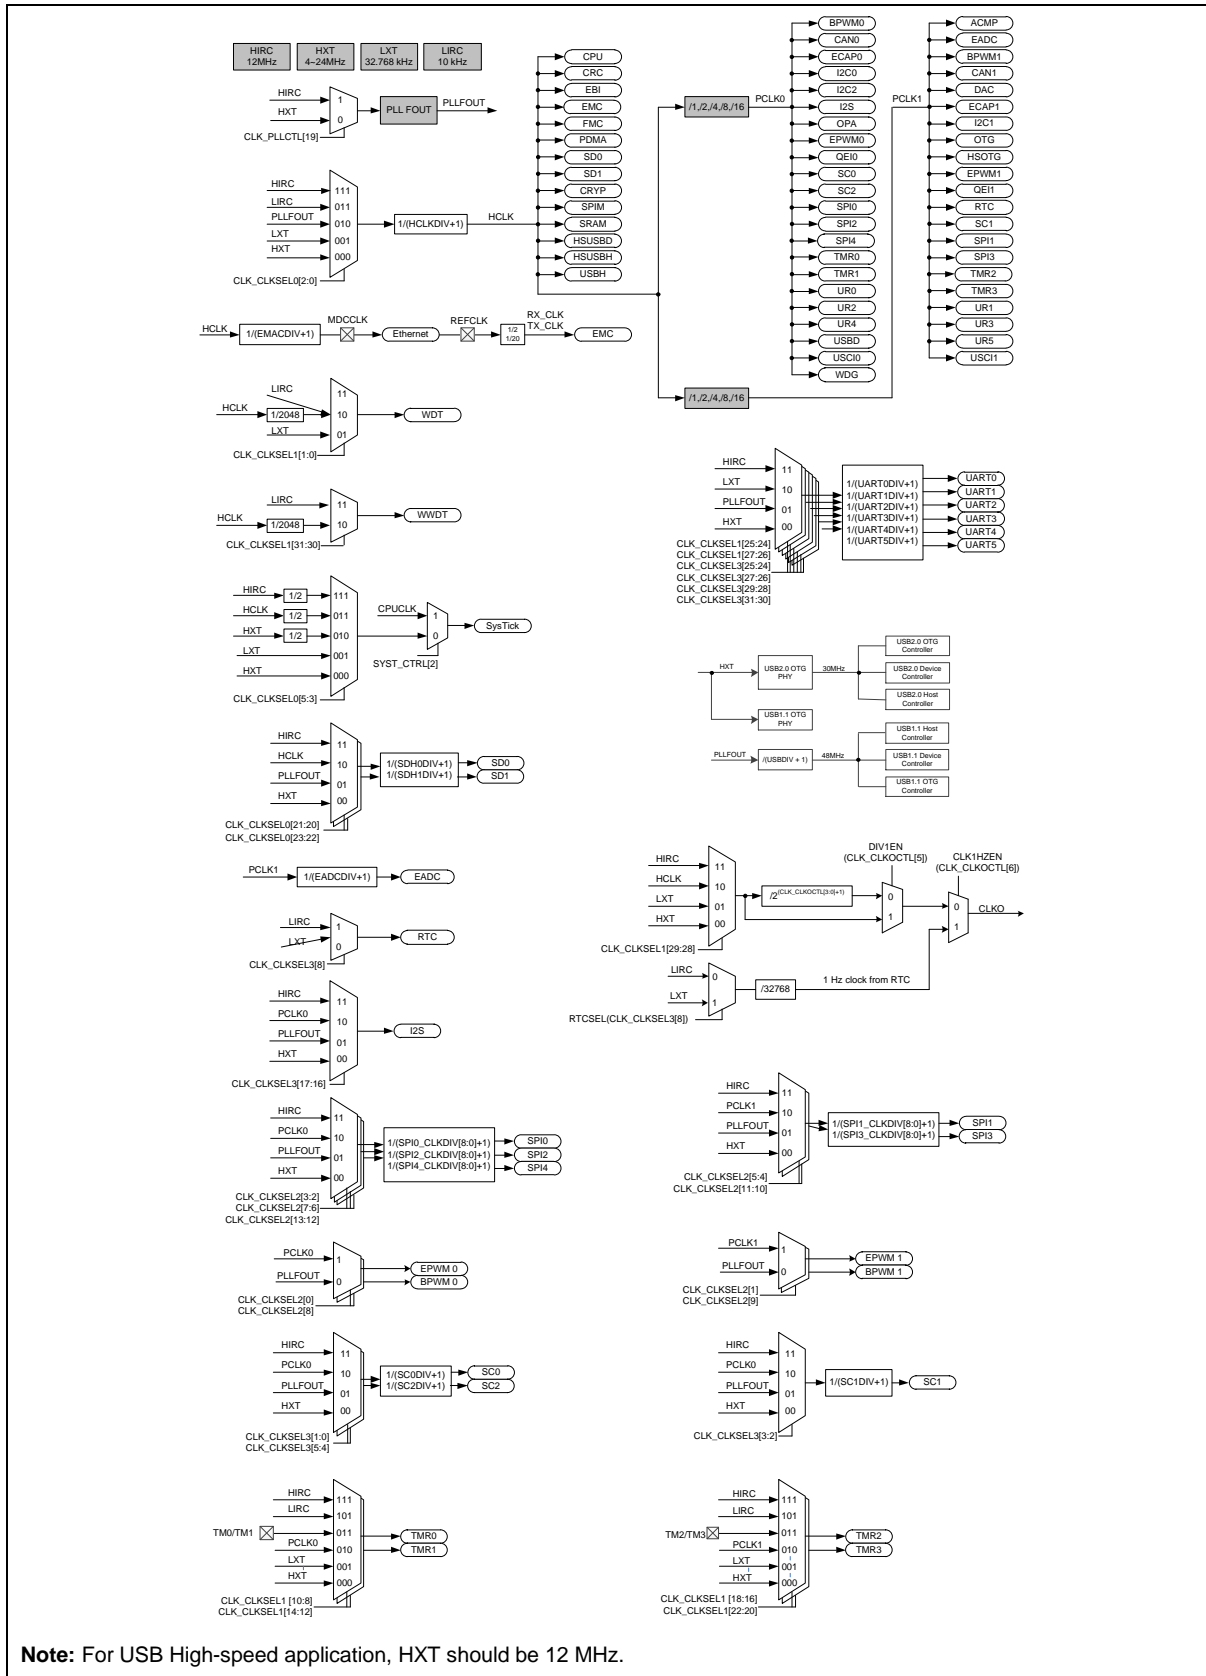 HIRC
12MHz
HXT
4~24MHz
LXT
32.768 kHz
LIRC
10 kHz
HIRC
HXT
1
0
CLK_PLLCTL[19]
PLL FOUT
PLLFOUT
HIRC
LIRC
PLLFOUT
LXT
HXT
111
011
010
001
000
CLK_CLKSEL0[2:0]
1/(HCLKDIV+1)
HCLK
CPU
CRC
EBI
EMC
FMC
PDMA
SD0
SD1
CRYP
SPIM
SRAM
HSUSBD
HSUSBH
USBH
/1,/2,/4,/8,/16
PCLK0
BPWM0
CAN0
ECAP0
I2C0
I2C2
I2S
OPA
EPWM0
QEI0
SC0
SC2
SPI0
SPI2
SPI4
TMR0
TMR1
UR0
UR2
UR4
USBD
USCI0
WDG
/1,/2,/4,/8,/16
PCLK1
ACMP
EADC
BPWM1
CAN1
DAC
ECAP1
I2C1
OTG
HSOTG
EPWM1
QEI1
RTC
SC1
SPI1
SPI3
TMR2
TMR3
UR1
UR3
UR5
USCI1
HCLK
1/(EMACDIV+1)
MDCCLK
Ethernet
REFCLK
1/2
1/20
RX_CLK
TX_CLK
EMC
LIRC
HCLK
1/2048
LXT
11
10
01
CLK_CLKSEL1[1:0]
WDT
LIRC
HCLK
1/2048
11
10
CLK_CLKSEL1[31:30]
WWDT
HIRC
1/2
HCLK
1/2
HXT
1/2
LXT
HXT
111
011
010
001
000
CLK_CLKSEL0[5:3]
CPUCLK
1
0
SYST_CTRL[2]
SysTick
HIRC
LXT
PLLFOUT
HXT
11
10
01
00
CLK_CLKSEL1[25:24]
CLK_CLKSEL1[27:26]
CLK_CLKSEL3[25:24]
CLK_CLKSEL3[27:26]
CLK_CLKSEL3[29:28]
CLK_CLKSEL3[31:30]
1/(UART0DIV+1)
1/(UART1DIV+1)
1/(UART2DIV+1)
1/(UART3DIV+1)
1/(UART4DIV+1)
1/(UART5DIV+1)
UART0
UART1
UART2
UART3
UART4
UART5
HXT
USB2.0 OTG
PHY
30MHz
USB2.0 OTG
Controller
USB2.0 Device
Controller
USB2.0 Host
Controller
USB1.1 OTG
PHY
PLLFOUT
/(USBDIV + 1)
48MHz
USB1.1 Host
Controller
USB1.1 Device
Controller
USB1.1 OTG
Controller
HIRC
HCLK
PLLFOUT
HXT
11
10
01
00
CLK_CLKSEL0[21:20]
CLK_CLKSEL0[23:22]
1/(SDH0DIV+1)
1/(SDH1DIV+1)
SD0
SD1
PCLK1
1/(EADCDIV+1)
EADC
LIRC
LXT
1
0
CLK_CLKSEL3[8]
RTC
HIRC
HCLK
LXT
HXT
11
10
01
00
CLK_CLKSEL1[29:28]
/2(CLK_CLKOCTL[3:0]+1)
DIV1EN
(CLK_CLKOCTL[5])
0
1
CLK1HZEN
(CLK_CLKOCTL[6])
0
1
CLKO
LIRC
LXT
0
1
RTCSEL(CLK_CLKSEL3[8])
/32768
1 Hz clock from RTC
HIRC
PCLK0
PLLFOUT
HXT
11
10
01
00
CLK_CLKSEL3[17:16]
I2S
HIRC
PCLK0
PLLFOUT
HXT
11
10
01
00
CLK_CLKSEL2[3:2]
CLK_CLKSEL2[7:6]
CLK_CLKSEL2[13:12]
1/(SPI0_CLKDIV[8:0]+1)
1/(SPI2_CLKDIV[8:0]+1)
1/(SPI4_CLKDIV[8:0]+1)
SPI0
SPI2
SPI4
HIRC
PCLK1
PLLFOUT
HXT
11
10
01
00
CLK_CLKSEL2[5:4]
CLK_CLKSEL2[11:10]
1/(SPI1_CLKDIV[8:0]+1)
1/(SPI3_CLKDIV[8:0]+1)
SPI1
SPI3
PCLK0
PLLFOUT
1
0
CLK_CLKSEL2[0]
CLK_CLKSEL2[8]
EPWM 0
BPWM 0
PCLK1
PLLFOUT
1
0
CLK_CLKSEL2[1]
CLK_CLKSEL2[9]
EPWM 1
BPWM 1
HIRC
PCLK0
PLLFOUT
HXT
11
10
01
00
CLK_CLKSEL3[1:0]
CLK_CLKSEL3[5:4]
1/(SC0DIV+1)
1/(SC2DIV+1)
SC0
SC2
HIRC
PCLK0
PLLFOUT
HXT
11
10
01
00
CLK_CLKSEL3[3:2]
1/(SC1DIV+1)
SC1
HIRC
LIRC
TM0/TM1
PCLK0
LXT
HXT
111
101
011
010
001
000
CLK_CLKSEL1 [10:8]
CLK_CLKSEL1[14:12]
TMR0
TMR1
HIRC
LIRC
TM2/TM3
PCLK1
LXT
HXT
111
101
011
010
001
000
CLK_CLKSEL1 [18:16]
CLK_CLKSEL1[22:20]
TMR2
TMR3
Note: For USB High-speed application, HXT should be 12 MHz.